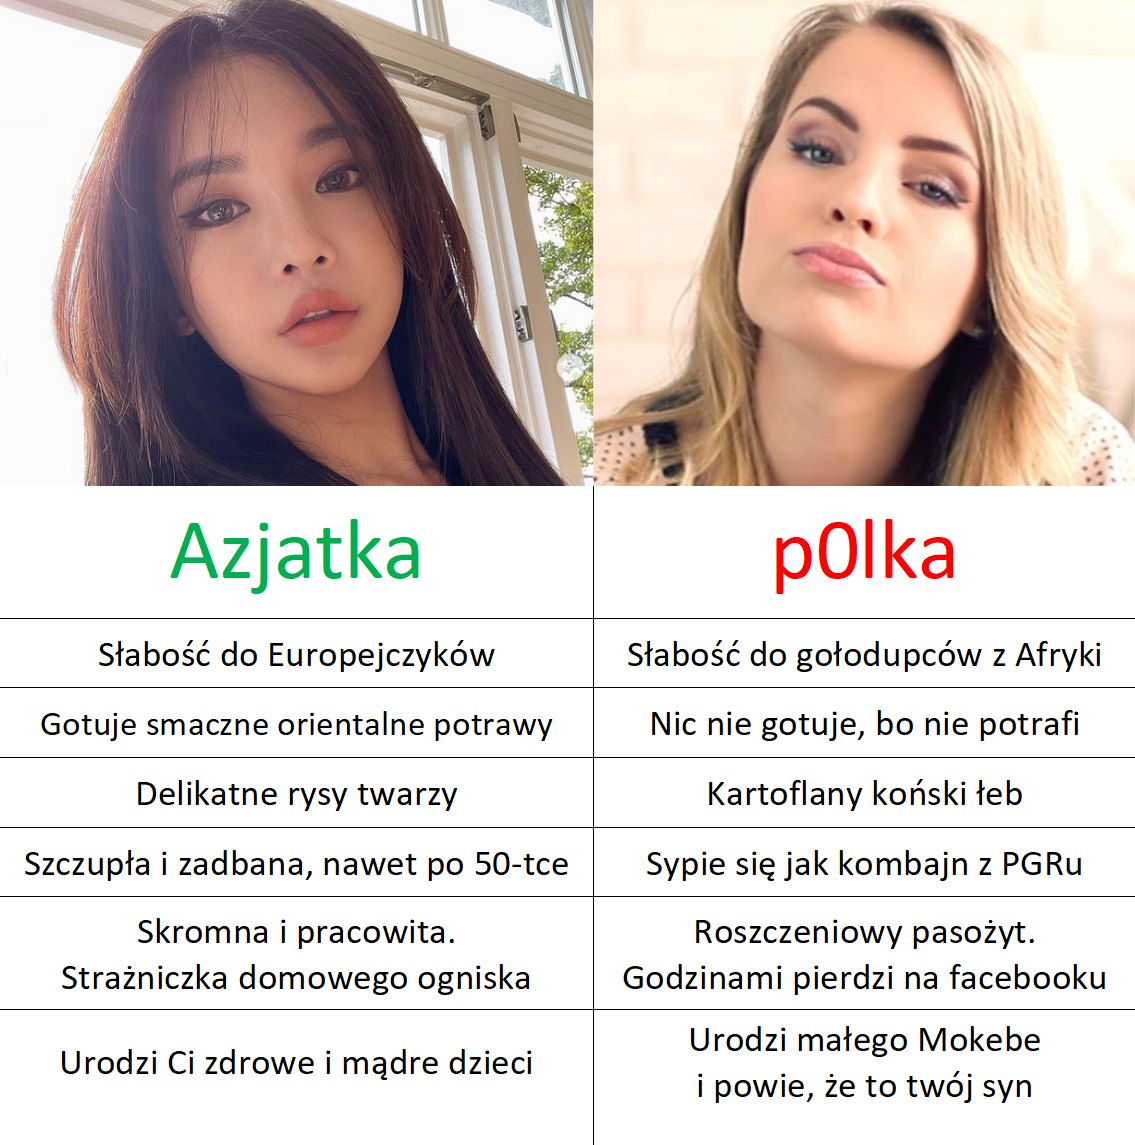 Azjatka
p0lka
Słabość do Europejczyków
Słabość do gołodupców z Afryki
Gotuje smaczne orientalne potrawy
Nic nie gotuje, bo nie potrafi
Delikatne rysy twarzy
Kartoflany koński łeb
Szczupła i zadbana, nawet po 50-tce
Sypie się jak kombajn z PGRu
Skromna i pracowita.
Strażniczka domowego ogniska
Roszczeniowy pasożyt.
Godzinami pierdzi na facebooku
Urodzi Ci zdrowe i mądre dzieci
Urodzi małego Mokebe
i powie, że to twój syn